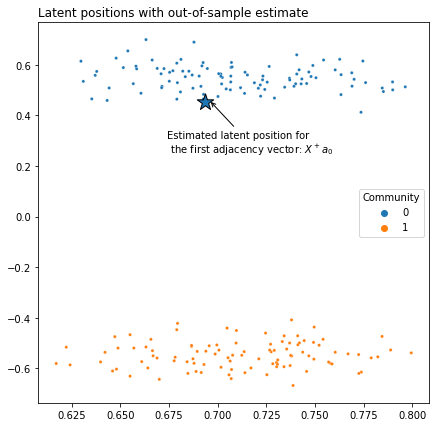 Latent positions with out-of-sample estimate
0.6
0.4
Estimated latent position for
the first adjacency vector: X⁺a₀
0.2
Community
0
1
0.0
−0.2
−0.4
−0.6
0.625 0.650 0.675 0.700 0.725 0.750 0.775 0.800